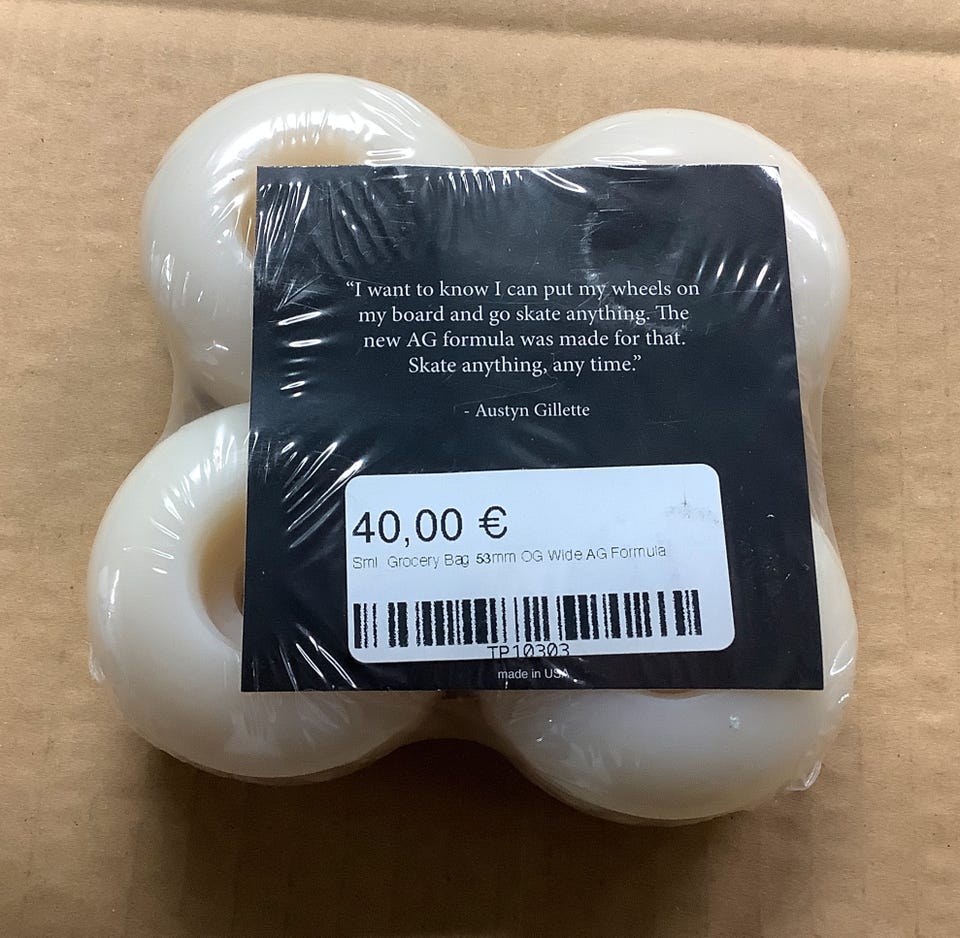 “I want to know I can put my wheels on
my board and go skate anything. The
new AG formula was made for that.
Skate anything, any time.”
- Austyn Gillette
40,00 €
Sml Grocery Bag 53mm OG Wide AG Formula
TP10303
made in USA